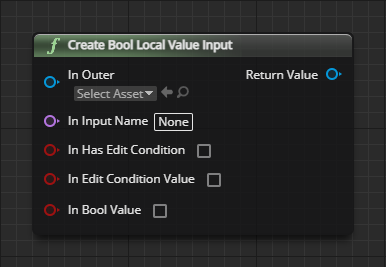 f Create Bool Local Value Input
In Outer Return Value
Select Asset
In Input Name None
In Has Edit Condition
In Edit Condition Value
In Bool Value